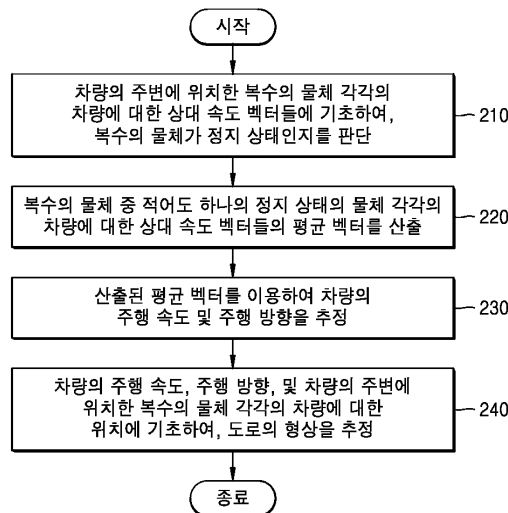 시작
차량의 주변에 위치한 복수의 물체 각각의
차량에 대한 상대 속도 벡터들에 기초하여,
복수의 물체가 정지 상태인지를 판단
210
복수의 물체 중 적어도 하나의 정지 상태의 물체 각각의
차량에 대한 상대 속도 벡터들의 평균 벡터를 산출
220
산출된 평균 벡터를 이용하여 차량의
주행 속도 및 주행 방향을 추정
230
차량의 주행 속도, 주행 방향, 및 차량의 주변에
위치한 복수의 물체 각각의 차량에 대한
위치에 기초하여, 도로의 형상을 추정
240
종료